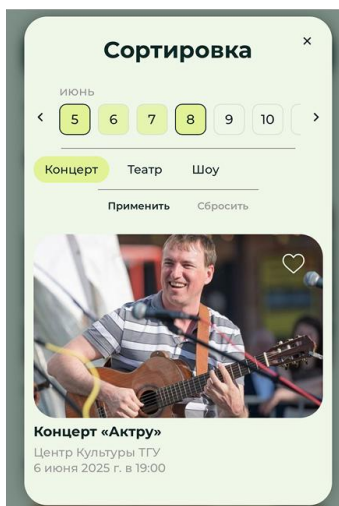 Сортировка
×
июнь
‹ 5 6 7 8 9 10 ›
Концерт Театр Шоу
Применить Сбросить
Концерт «Актру»
Центр Культуры ТГУ
6 июня 2025 г. в 19:00